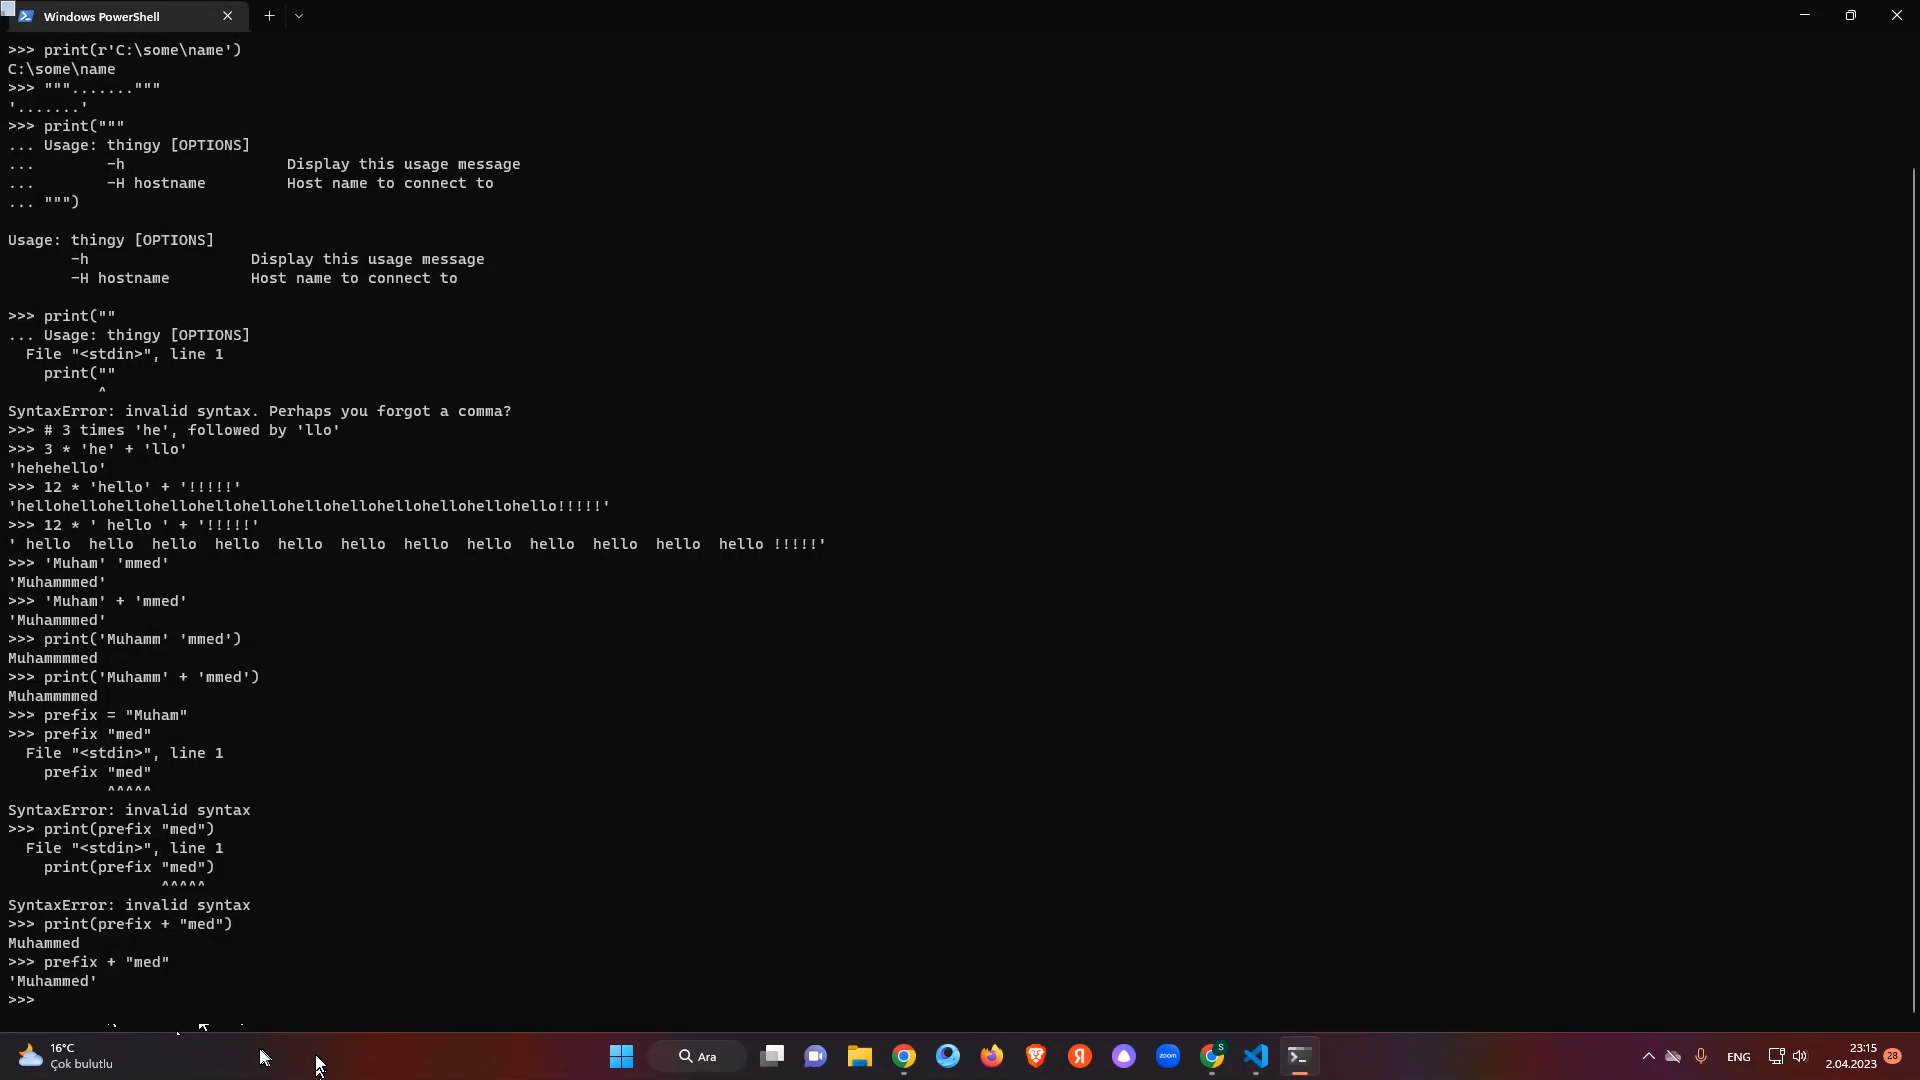 Windows PowerShell
>>> print(r'C:\some\name')
C:\some\name
>>> """......."""
'.......'
>>> print("""
... Usage: thingy [OPTIONS]
...        -h                  Display this usage message
...        -H hostname         Host name to connect to
... """)
Usage: thingy [OPTIONS]
       -h                  Display this usage message
       -H hostname         Host name to connect to
>>> print(""
... Usage: thingy [OPTIONS]
  File "<stdin>", line 1
    print(""
          ^
SyntaxError: invalid syntax. Perhaps you forgot a comma?
>>> # 3 times 'he', followed by 'llo'
>>> 3 * 'he' + 'llo'
'hehehello'
>>> 12 * 'hello' + '!!!!!'
'hellohellohellohellohellohellohellohellohellohellohellohello!!!!!'
>>> 12 * ' hello ' + '!!!!!'
' hello  hello  hello  hello  hello  hello  hello  hello  hello  hello  hello  hello !!!!!'
>>> 'Muham' 'mmed'
'Muhammmed'
>>> 'Muham' + 'mmed'
'Muhammmed'
>>> print('Muhamm' 'mmed')
Muhammmmed
>>> print('Muhamm' + 'mmed')
Muhammmmed
>>> prefix = "Muham"
>>> prefix "med"
  File "<stdin>", line 1
    prefix "med"
           ^^^^^
SyntaxError: invalid syntax
>>> print(prefix "med")
  File "<stdin>", line 1
    print(prefix "med")
                 ^^^^^
SyntaxError: invalid syntax
>>> print(prefix + "med")
Muhammed
>>> prefix + "med"
'Muhammed'
>>>
16°C
Çok bulutlu
Ara
zoom
S
ENG
23:15
2.04.2023
28